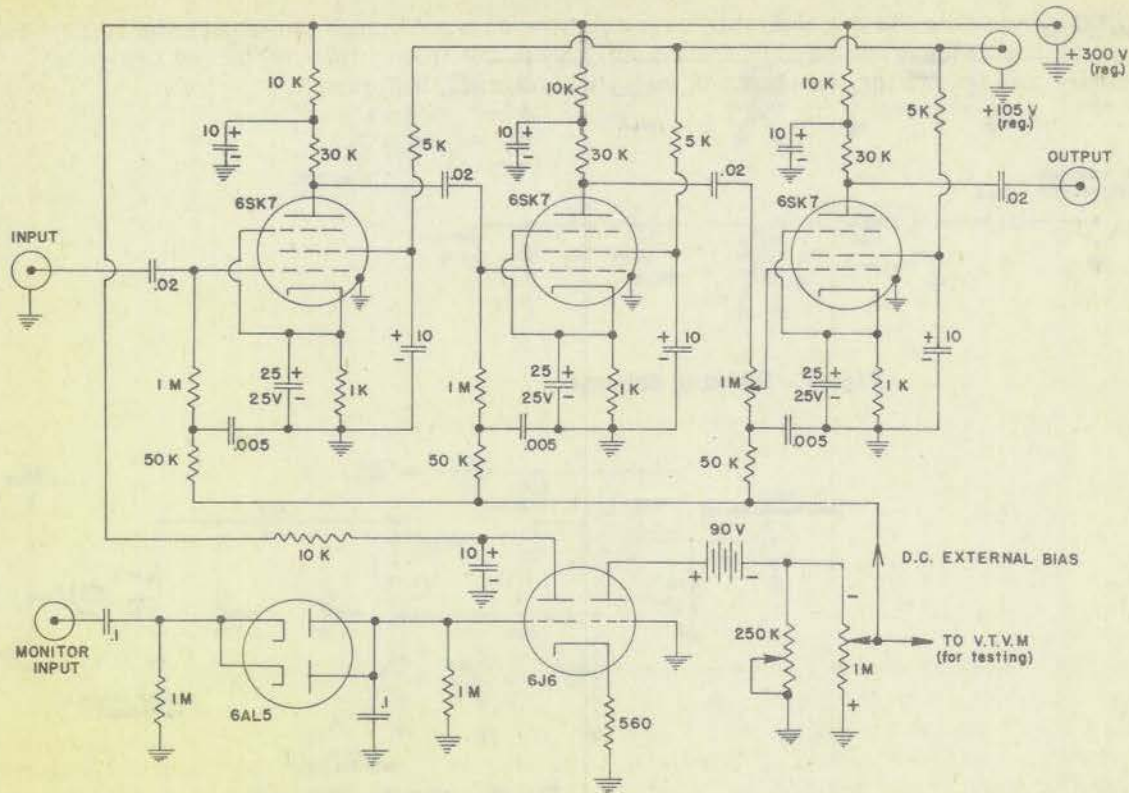 + 300 V
(reg.)
10 K
10K
10 K
5 K
+105 V
(reg.)
10 +
-
30 K
5 K
10 +
-
30 K
5 K
10 +
-
30 K
OUTPUT
.02
.02
.02
6SK7
6SK7
6SK7
INPUT
.02
+ 10
-
+ 10
-
+ 10
-
1 M
25 +
25V -
1 K
1M
25 +
25V -
1 K
1M
25 +
25V -
1 K
.005
.005
.005
50 K
50 K
50 K
10 K
10 +
-
90 V
+ -
D.C. EXTERNAL BIAS
-
MONITOR
INPUT
.1
1 M
6AL5
.1
1 M
6J6
560
250 K
1M
+
TO V.T.V.M
(for testing)